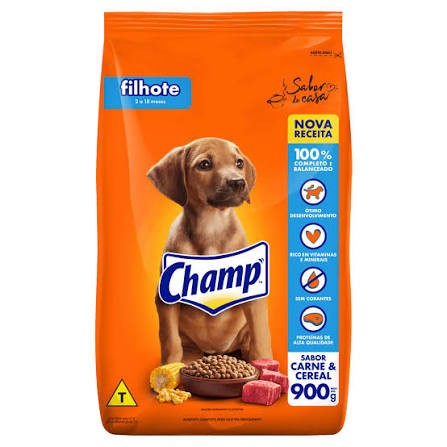 filhote
2 a 18 meses
Sabor
de casa
NOVA
RECEITA
100%
COMPLETO E
BALANCEADO
ÓTIMO
DESENVOLVIMENTO
RICO EM VITAMINAS
E MINERAIS
SEM CORANTES
PROTEÍNAS DE
ALTA QUALIDADE
Champ
SABOR
CARNE &
CEREAL
900g
T